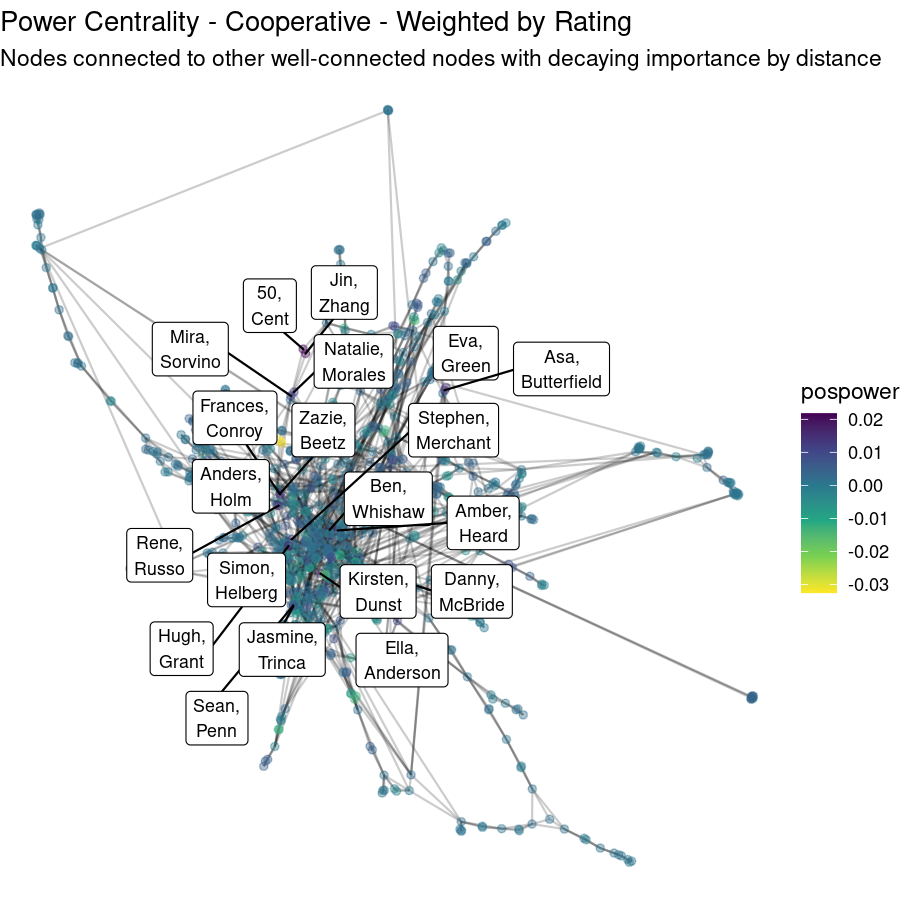 Power Centrality - Cooperative - Weighted by Rating
Nodes connected to other well-connected nodes with decaying importance by distance
Jin,
Zhang
50,
Cent
Mira,
Sorvino
Natalie,
Morales
Eva,
Green
Asa,
Butterfield
Frances,
Conroy
Zazie,
Beetz
Stephen,
Merchant
Anders,
Holm
Ben,
Whishaw
Amber,
Heard
Rene,
Russo
Simon,
Helberg
Kirsten,
Dunst
Danny,
McBride
Hugh,
Grant
Jasmine,
Trinca
Ella,
Anderson
Sean,
Penn
pospower
0.02
0.01
0.00
-0.01
-0.02
-0.03